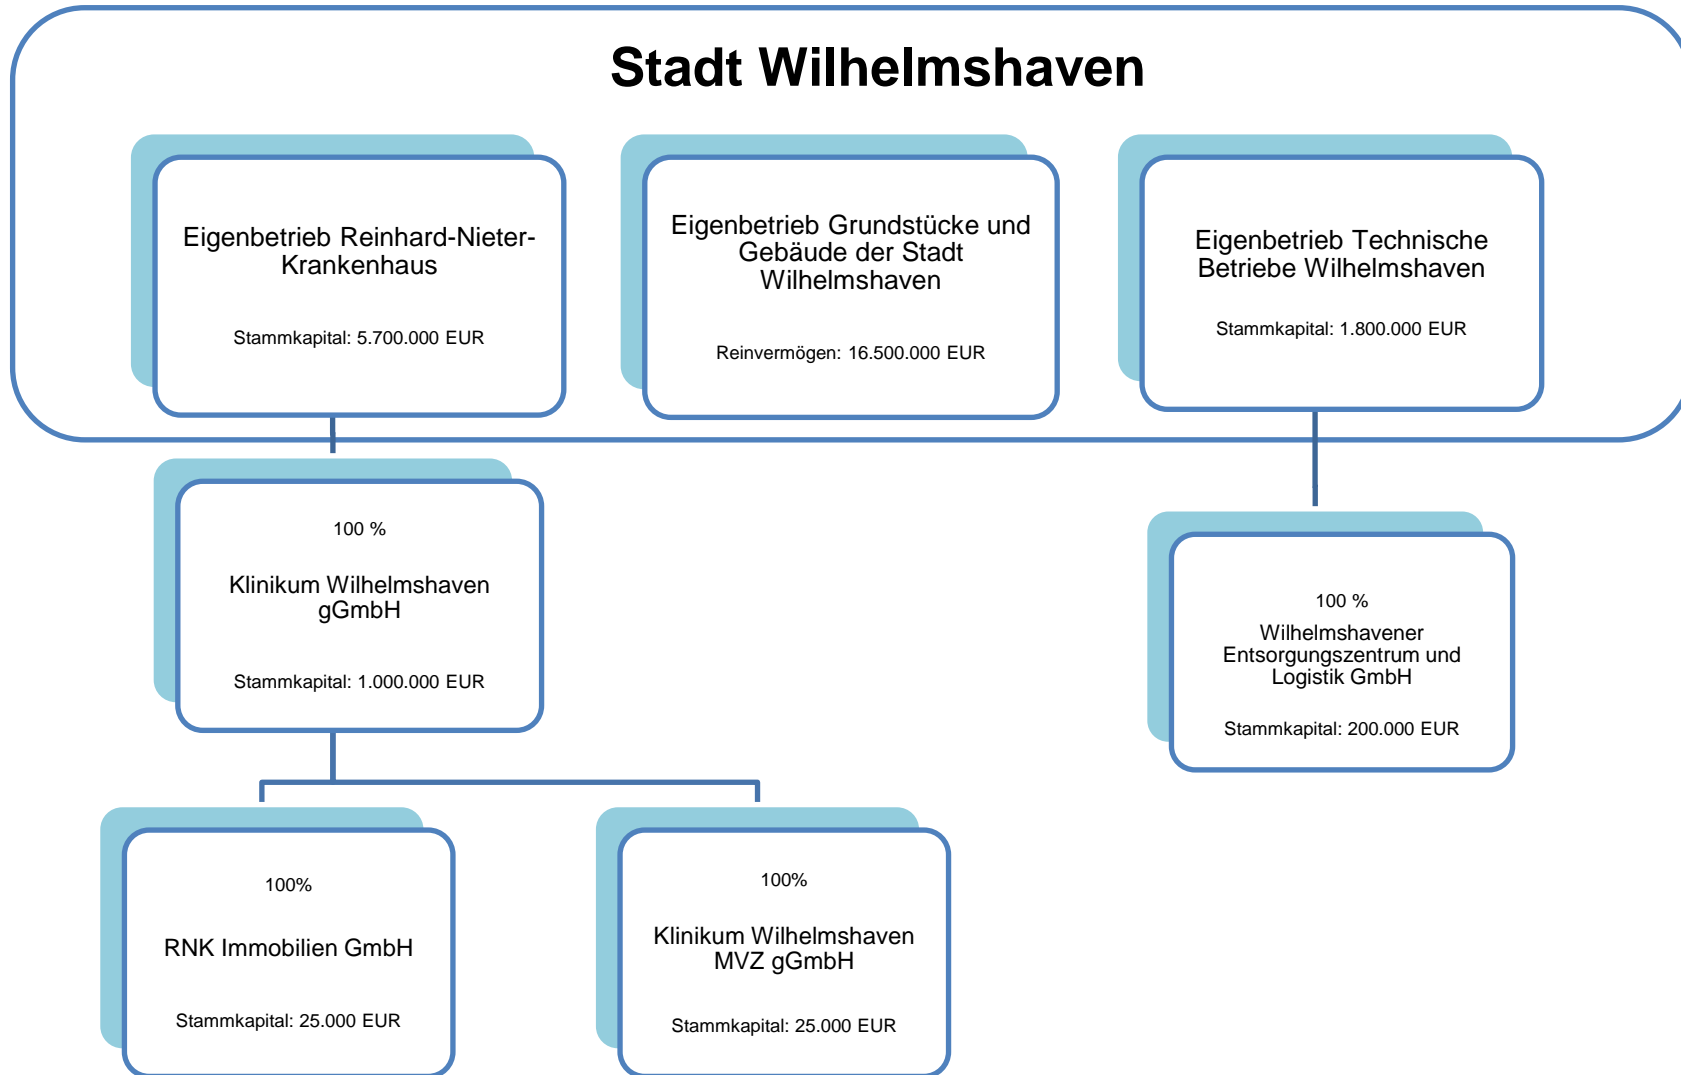 Stadt Wilhelmshaven
Eigenbetrieb Reinhard-Nieter-
Krankenhaus
Stammkapital: 5.700.000 EUR
Eigenbetrieb Grundstücke und
Gebäude der Stadt
Wilhelmshaven
Reinvermögen: 16.500.000 EUR
Eigenbetrieb Technische
Betriebe Wilhelmshaven
Stammkapital: 1.800.000 EUR
100 %
Klinikum Wilhelmshaven
gGmbH
Stammkapital: 1.000.000 EUR
100 %
Wilhelmshavener
Entsorgungszentrum und
Logistik GmbH
Stammkapital: 200.000 EUR
100%
RNK Immobilien GmbH
Stammkapital: 25.000 EUR
100%
Klinikum Wilhelmshaven
MVZ gGmbH
Stammkapital: 25.000 EUR